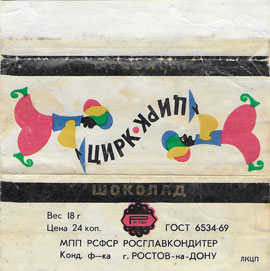 ЦИРК • ЦИРК
ШОКОЛАД
Вес 18 г
Цена 24 коп.
ГОСТ 6534-69
МПП РСФСР РОСГЛАВКОНДИТЕР
Конд. ф-ка г. РОСТОВ-на-ДОНУ
ЛКЦП